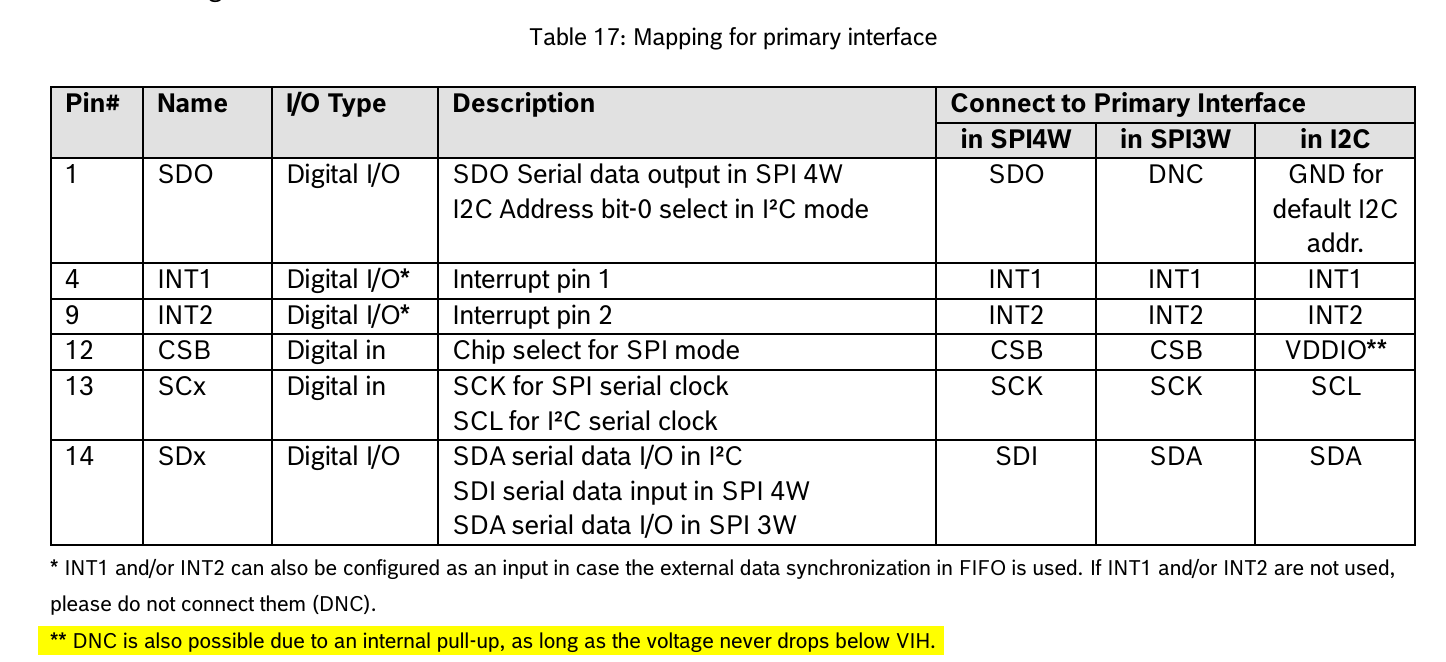 Table 17: Mapping for primary interface
Pin# Name I/O Type Description Connect to Primary Interface
in SPI4W in SPI3W in I2C
1 SDO Digital I/O SDO Serial data output in SPI 4W SDO DNC GND for
I2C Address bit-0 select in I²C mode default I2C
addr.
4 INT1 Digital I/O* Interrupt pin 1 INT1 INT1 INT1
9 INT2 Digital I/O* Interrupt pin 2 INT2 INT2 INT2
12 CSB Digital in Chip select for SPI mode CSB CSB VDDIO**
13 SCx Digital in SCK for SPI serial clock SCK SCK SCL
SCL for I²C serial clock
14 SDx Digital I/O SDA serial data I/O in I²C SDI SDA SDA
SDI serial data input in SPI 4W
SDA serial data I/O in SPI 3W
* INT1 and/or INT2 can also be configured as an input in case the external data synchronization in FIFO is used. If INT1 and/or INT2 are not used,
please do not connect them (DNC).
** DNC is also possible due to an internal pull-up, as long as the voltage never drops below VIH.